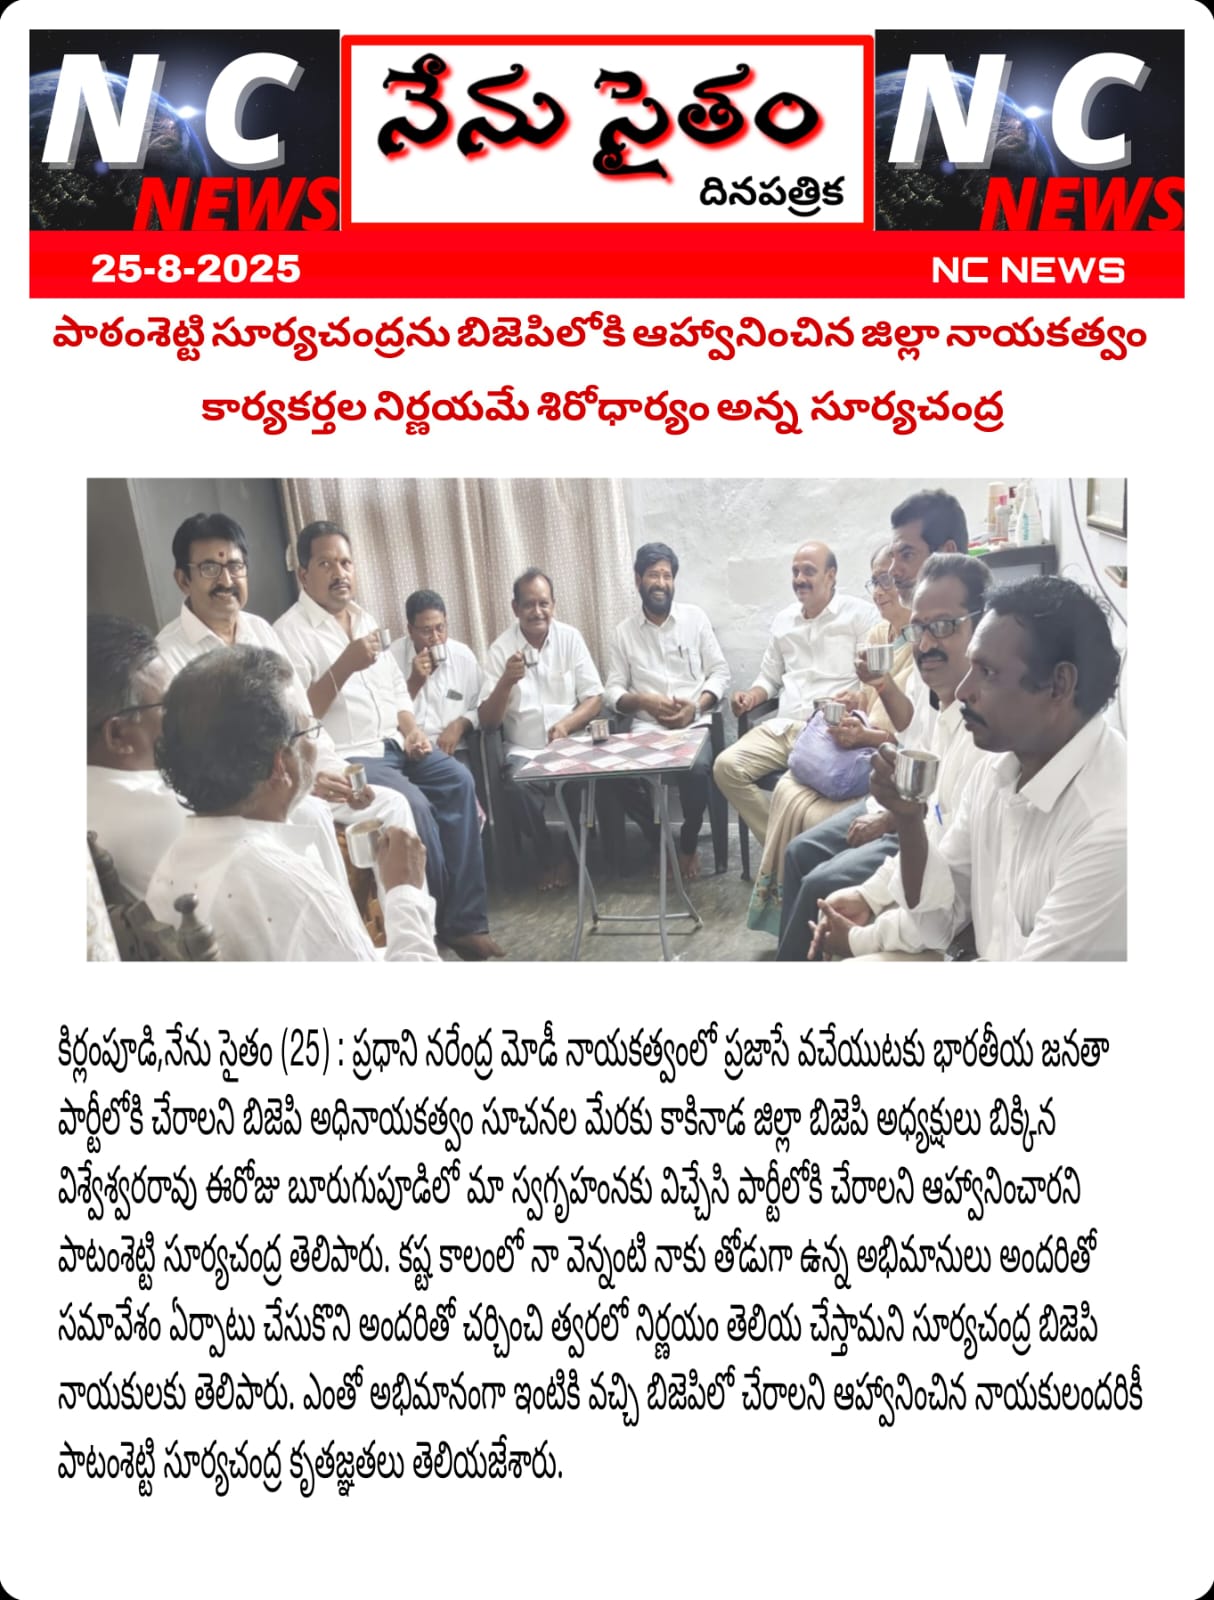 NC
NEWS
నేను సైతం
దినపత్రిక
NC
NEWS
25-8-2025
NC NEWS
పాఠంశెట్టి సూర్యచంద్రను బిజెపిలోకి ఆహ్వానించిన జిల్లా నాయకత్వం
కార్యకర్తల నిర్ణయమే శిరోధార్యం అన్న సూర్యచంద్ర
కిర్లంపూడి,నేను సైతం (25) : ప్రధాని నరేంద్ర మోడీ నాయకత్వంలో ప్రజాసే వచేయుటకు భారతీయ జనతా
పార్టీలోకి చేరాలని బిజెపి అధినాయకత్వం సూచనల మేరకు కాకినాడ జిల్లా బిజెపి అధ్యక్షులు బిక్కిన
విశ్వేశ్వరరావు ఈరోజు బూరుగుపూడిలో మా స్వగృహంనకు విచ్చేసి పార్టీలోకి చేరాలని ఆహ్వానించారని
పాటంశెట్టి సూర్యచంద్ర తెలిపారు. కష్ట కాలంలో నా వెన్నంటి నాకు తోడుగా ఉన్న అభిమానులు అందరితో
సమావేశం ఏర్పాటు చేసుకొని అందరితో చర్చించి త్వరలో నిర్ణయం తెలియ చేస్తామని సూర్యచంద్ర బిజెపి
నాయకులకు తెలిపారు. ఎంతో అభిమానంగా ఇంటికి వచ్చి బిజెపిలో చేరాలని ఆహ్వానించిన నాయకులందరికీ
పాటంశెట్టి సూర్యచంద్ర కృతజ్ఞతలు తెలియజేశారు.